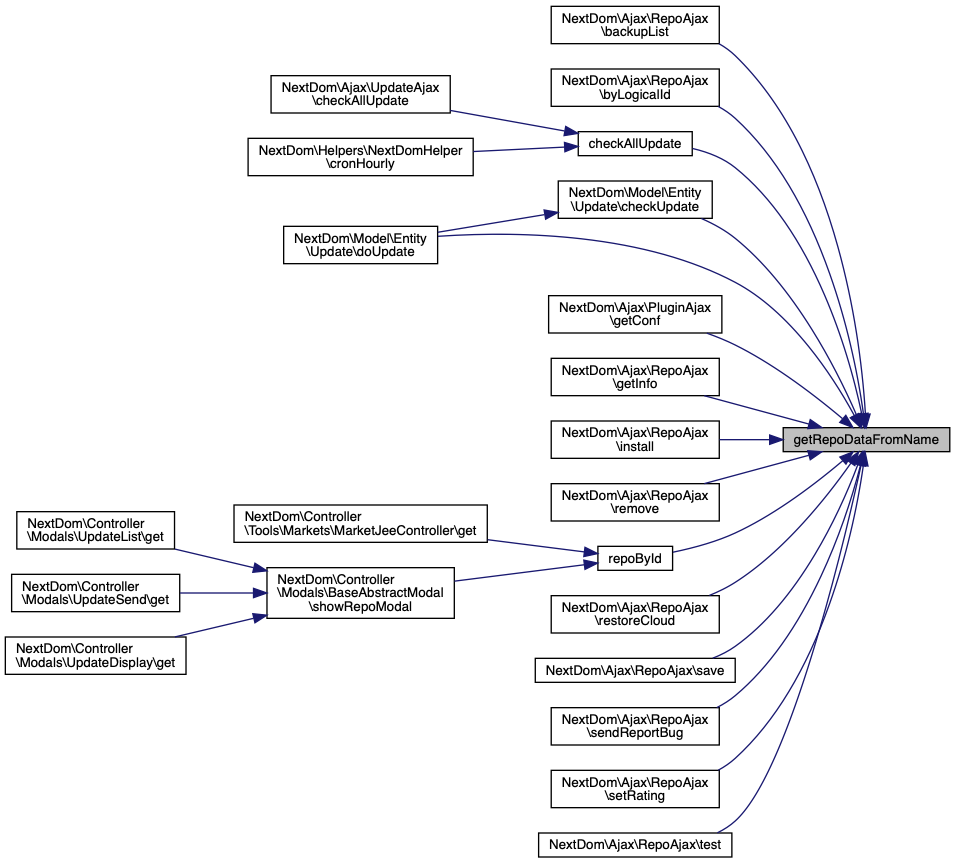 NextDom\Ajax\RepoAjax
\backupList
NextDom\Ajax\RepoAjax
\byLogicalId
NextDom\Ajax\UpdateAjax
\checkAllUpdate
checkAllUpdate
NextDom\Helpers\NextDomHelper
\cronHourly
NextDom\Model\Entity
\Update\checkUpdate
NextDom\Model\Entity
\Update\doUpdate
NextDom\Ajax\PluginAjax
\getConf
NextDom\Ajax\RepoAjax
\getInfo
NextDom\Ajax\RepoAjax
\install
getRepoDataFromName
NextDom\Ajax\RepoAjax
\remove
NextDom\Controller
\Tools\Markets\MarketJeeController\get
repoById
NextDom\Controller
\Modals\UpdateList\get
NextDom\Controller
\Modals\BaseAbstractModal
\showRepoModal
NextDom\Controller
\Modals\UpdateSend\get
NextDom\Controller
\Modals\UpdateDisplay\get
NextDom\Ajax\RepoAjax
\restoreCloud
NextDom\Ajax\RepoAjax\save
NextDom\Ajax\RepoAjax
\sendReportBug
NextDom\Ajax\RepoAjax
\setRating
NextDom\Ajax\RepoAjax\test